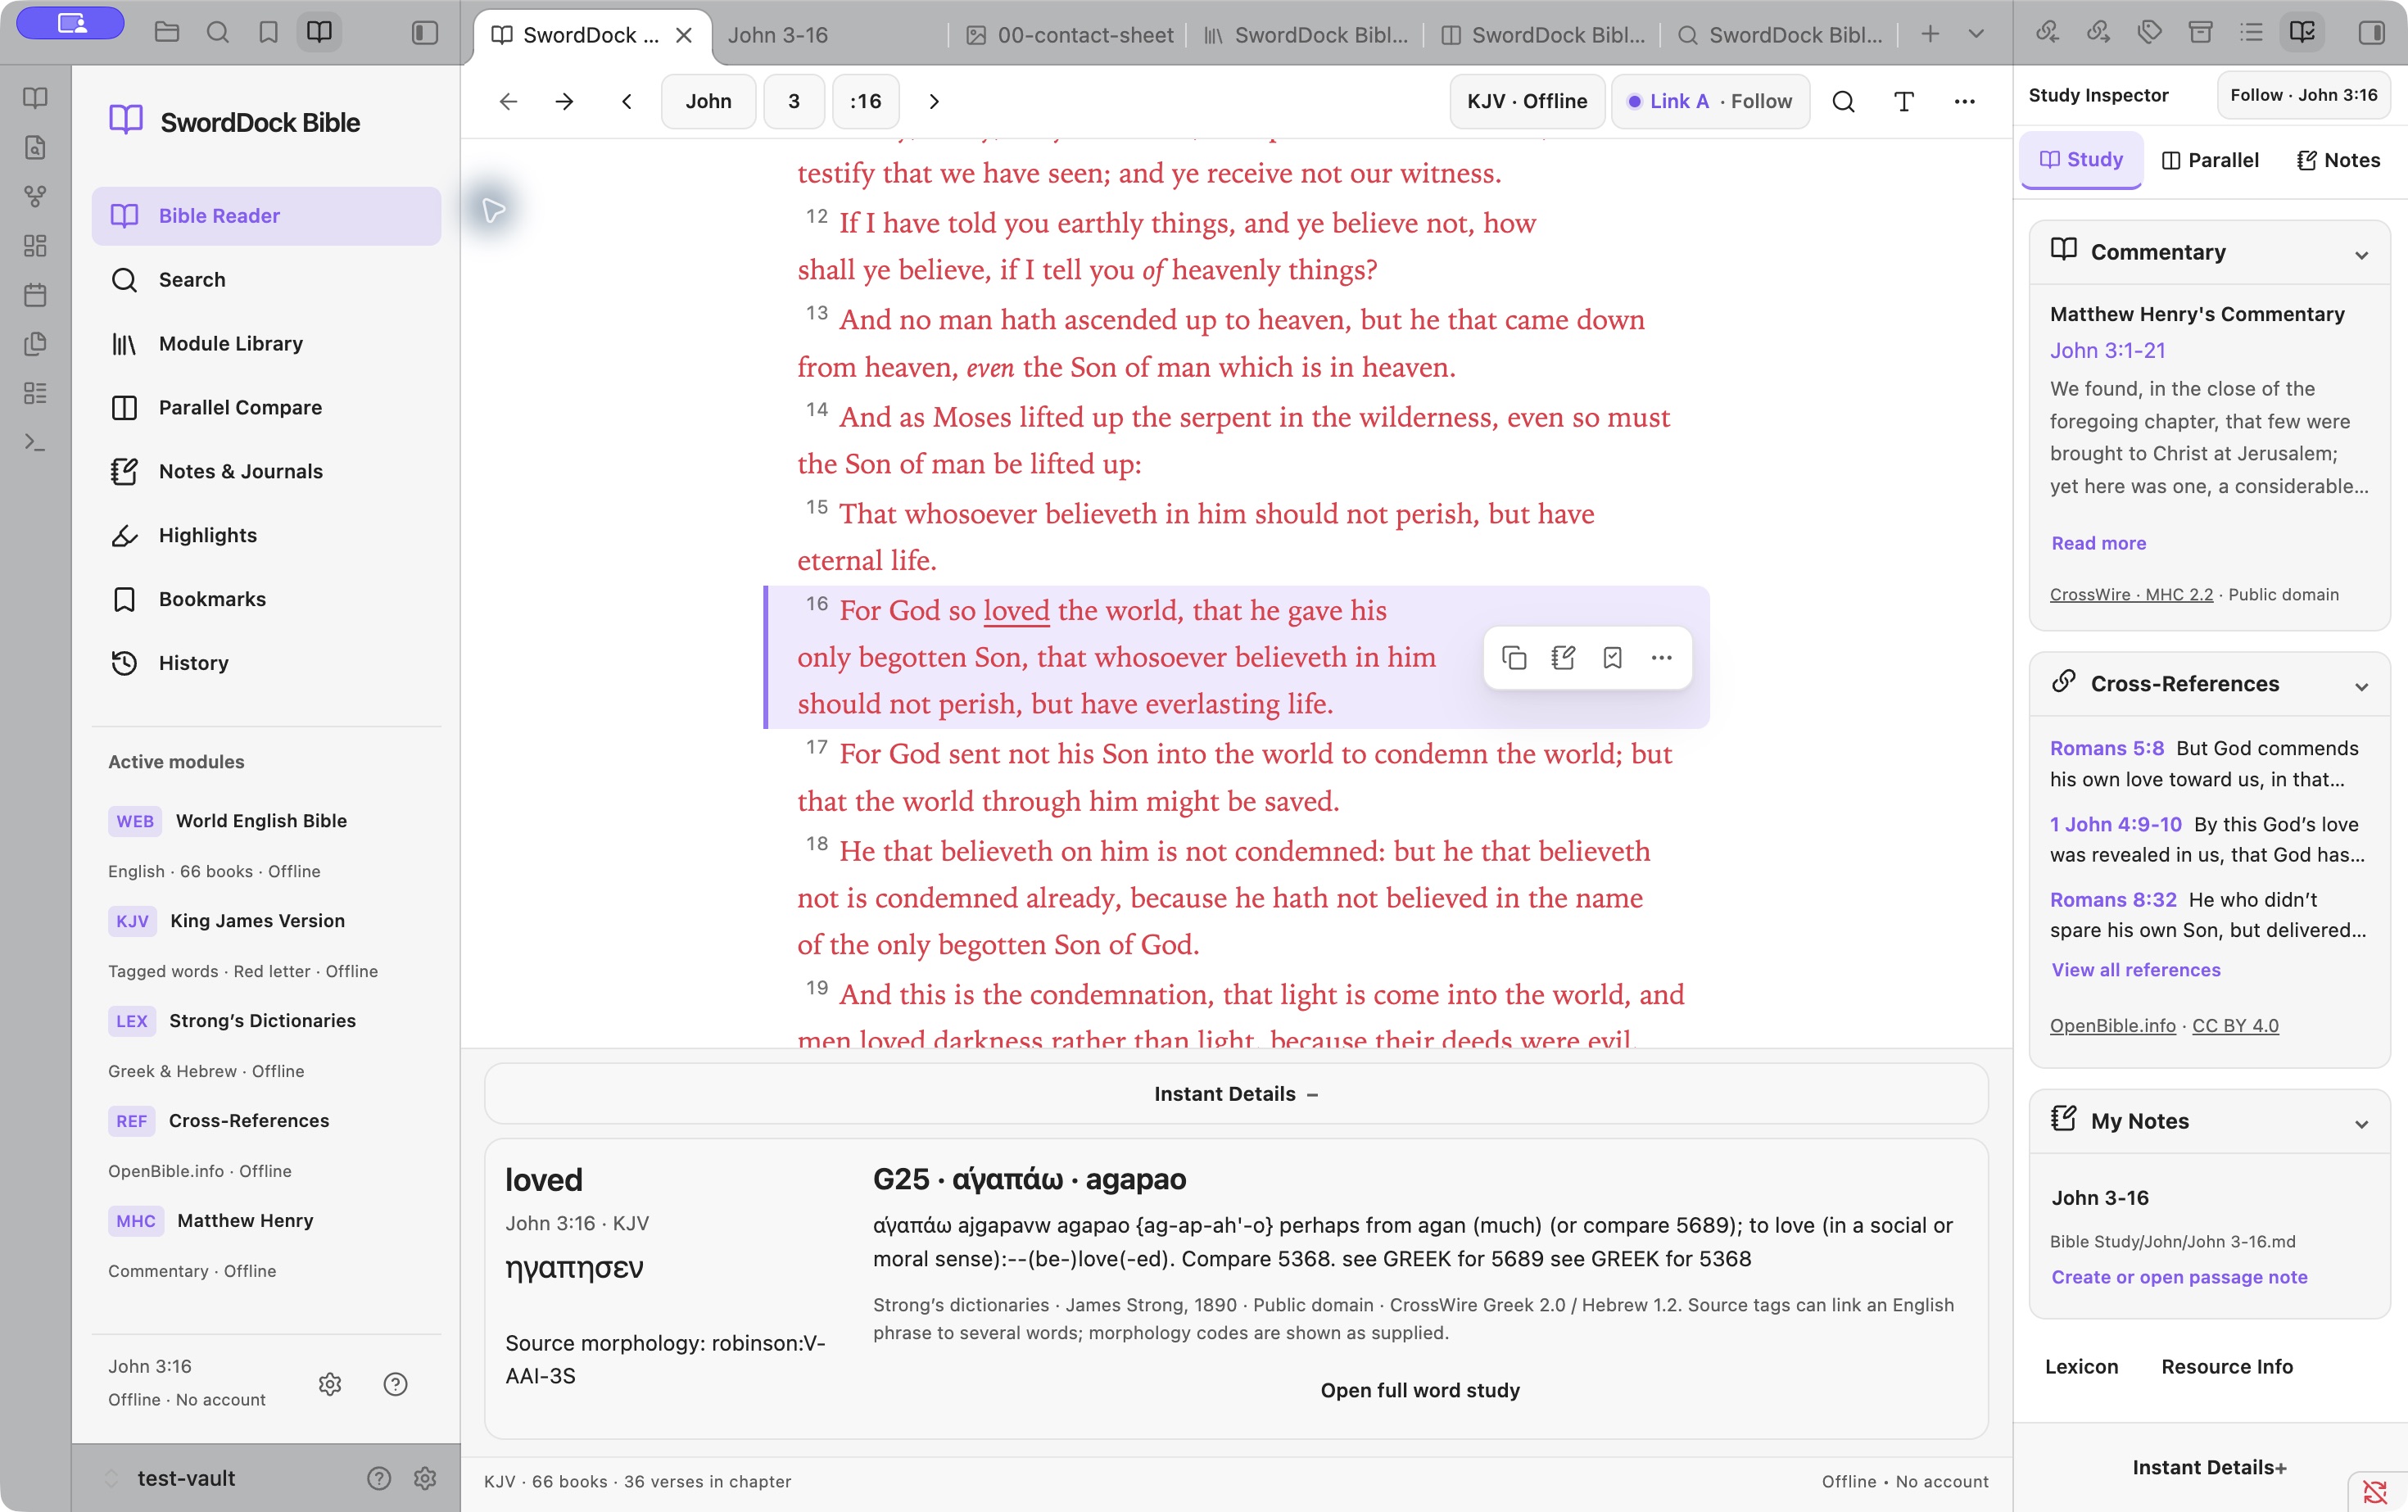 SwordDock ...
John 3-16
00-contact-sheet
SwordDock Bibl...
SwordDock Bibl...
SwordDock Bibl...
SwordDock Bible
Bible Reader
Search
Module Library
Parallel Compare
Notes & Journals
Highlights
Bookmarks
History
Active modules
WEB World English Bible
English · 66 books · Offline
KJV King James Version
Tagged words · Red letter · Offline
LEX Strong’s Dictionaries
Greek & Hebrew · Offline
REF Cross-References
OpenBible.info · Offline
MHC Matthew Henry
Commentary · Offline
John 3:16
Offline · No account
test-vault
John 3 :16
KJV · Offline
Link A · Follow
testify that we have seen; and ye receive not our witness.
12 If I have told you earthly things, and ye believe not, how
shall ye believe, if I tell you of heavenly things?
13 And no man hath ascended up to heaven, but he that came down
from heaven, even the Son of man which is in heaven.
14 And as Moses lifted up the serpent in the wilderness, even so must
the Son of man be lifted up:
15 That whosoever believeth in him should not perish, but have
eternal life.
16 For God so loved the world, that he gave his
only begotten Son, that whosoever believeth in him
should not perish, but have everlasting life.
17 For God sent not his Son into the world to condemn the world; but
that the world through him might be saved.
18 He that believeth on him is not condemned: but he that believeth
not is condemned already, because he hath not believed in the name
of the only begotten Son of God.
19 And this is the condemnation, that light is come into the world, and
men loved darkness rather than light, because their deeds were evil.
Instant Details –
loved
John 3:16 · KJV
ηγαπησεν
Source morphology: robinson:V-
AAI-3S
G25 · ἀγαπάω · agapao
ἀγαπάω ajgapavw agapao {ag-ap-ah'-o} perhaps from agan (much) (or compare 5689); to love (in a social or
moral sense):--(be-)love(-ed). Compare 5368. see GREEK for 5689 see GREEK for 5368
Strong’s dictionaries · James Strong, 1890 · Public domain · CrossWire Greek 2.0 / Hebrew 1.2. Source tags can link an English
phrase to several words; morphology codes are shown as supplied.
Open full word study
KJV · 66 books · 36 verses in chapter
Offline • No account
Study Inspector
Follow · John 3:16
Study
Parallel
Notes
Commentary
Matthew Henry's Commentary
John 3:1-21
We found, in the close of the
foregoing chapter, that few were
brought to Christ at Jerusalem;
yet here was one, a considerable...
Read more
CrossWire · MHC 2.2 · Public domain
Cross-References
Romans 5:8 But God commends
his own love toward us, in that...
1 John 4:9-10 By this God’s love
was revealed in us, that God has...
Romans 8:32 He who didn’t
spare his own Son, but delivered...
View all references
OpenBible.info · CC BY 4.0
My Notes
John 3-16
Bible Study/John/John 3-16.md
Create or open passage note
Lexicon
Resource Info
Instant Details+